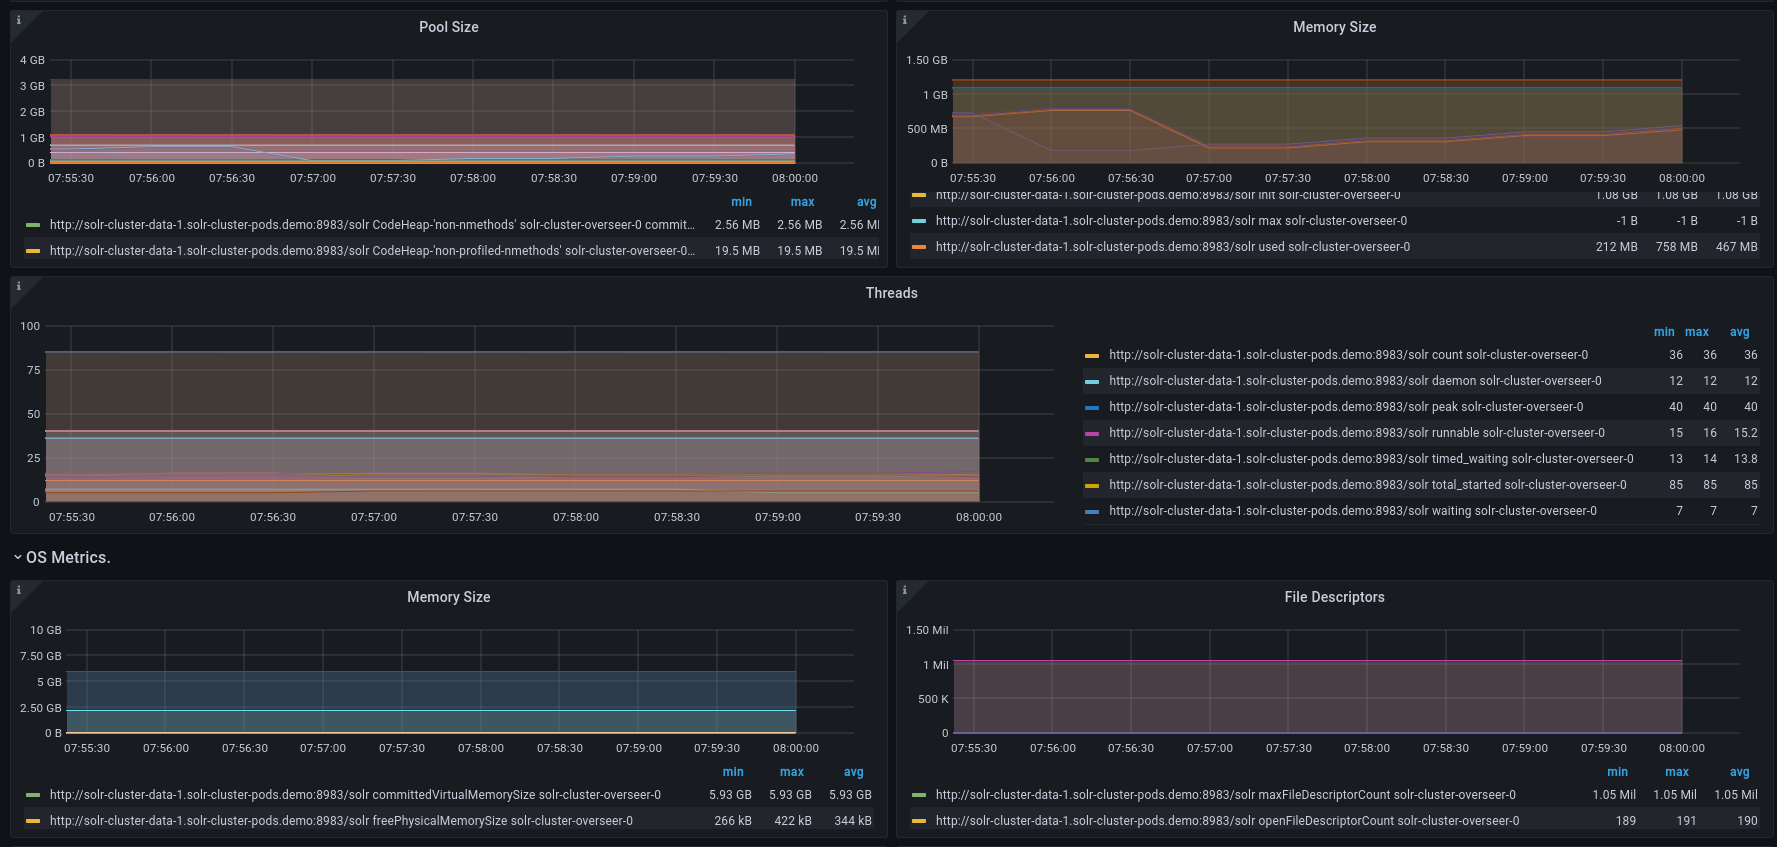 Pool Size
4 GB
3 GB
2 GB
1 GB
0 B
07:55:30 07:56:00 07:56:30 07:57:00 07:57:30 07:58:00 07:58:30 07:59:00 07:59:30 08:00:00
min max avg
http://solr-cluster-data-1.solr-cluster-pods.demo:8983/solr CodeHeap-'non-nmethods' solr-cluster-overseer-0 commit... 2.56 MB 2.56 MB 2.56 MB
http://solr-cluster-data-1.solr-cluster-pods.demo:8983/solr CodeHeap-'non-profiled-nmethods' solr-cluster-overseer-0... 19.5 MB 19.5 MB 19.5 MB
Memory Size
1.50 GB
1 GB
500 MB
0 B
07:55:30 07:56:00 07:56:30 07:57:00 07:57:30 07:58:00 07:58:30 07:59:00 07:59:30 08:00:00
http://solr-cluster-data-1.solr-cluster-pods.demo:8983/solr init solr-cluster-overseer-0 1.08 GB 1.08 GB 1.08 GB
http://solr-cluster-data-1.solr-cluster-pods.demo:8983/solr max solr-cluster-overseer-0 -1 B -1 B -1 B
http://solr-cluster-data-1.solr-cluster-pods.demo:8983/solr used solr-cluster-overseer-0 212 MB 758 MB 467 MB
Threads
100
75
50
25
0
07:55:30 07:56:00 07:56:30 07:57:00 07:57:30 07:58:00 07:58:30 07:59:00 07:59:30 08:00:00
min max avg
http://solr-cluster-data-1.solr-cluster-pods.demo:8983/solr count solr-cluster-overseer-0 36 36 36
http://solr-cluster-data-1.solr-cluster-pods.demo:8983/solr daemon solr-cluster-overseer-0 12 12 12
http://solr-cluster-data-1.solr-cluster-pods.demo:8983/solr peak solr-cluster-overseer-0 40 40 40
http://solr-cluster-data-1.solr-cluster-pods.demo:8983/solr runnable solr-cluster-overseer-0 15 16 15.2
http://solr-cluster-data-1.solr-cluster-pods.demo:8983/solr timed_waiting solr-cluster-overseer-0 13 14 13.8
http://solr-cluster-data-1.solr-cluster-pods.demo:8983/solr total_started solr-cluster-overseer-0 85 85 85
http://solr-cluster-data-1.solr-cluster-pods.demo:8983/solr waiting solr-cluster-overseer-0 7 7 7
OS Metrics.
Memory Size
10 GB
7.50 GB
5 GB
2.50 GB
0 B
07:55:30 07:56:00 07:56:30 07:57:00 07:57:30 07:58:00 07:58:30 07:59:00 07:59:30 08:00:00
min max avg
http://solr-cluster-data-1.solr-cluster-pods.demo:8983/solr committedVirtualMemorySize solr-cluster-overseer-0 5.93 GB 5.93 GB 5.93 GB
http://solr-cluster-data-1.solr-cluster-pods.demo:8983/solr freePhysicalMemorySize solr-cluster-overseer-0 266 kB 422 kB 344 kB
File Descriptors
1.50 Mil
1 Mil
500 K
0
07:55:30 07:56:00 07:56:30 07:57:00 07:57:30 07:58:00 07:58:30 07:59:00 07:59:30 08:00:00
min max avg
http://solr-cluster-data-1.solr-cluster-pods.demo:8983/solr maxFileDescriptorCount solr-cluster-overseer-0 1.05 Mil 1.05 Mil 1.05 Mil
http://solr-cluster-data-1.solr-cluster-pods.demo:8983/solr openFileDescriptorCount solr-cluster-overseer-0 189 191 190